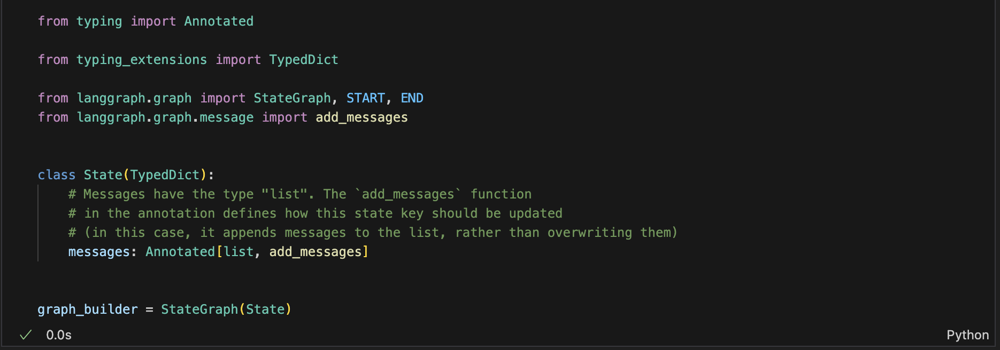 from typing import Annotated
from typing_extensions import TypedDict
from langgraph.graph import StateGraph, START, END
from langgraph.graph.message import add_messages
class State(TypedDict):
    # Messages have the type "list". The `add_messages` function
    # in the annotation defines how this state key should be updated
    # (in this case, it appends messages to the list, rather than overwriting them)
    messages: Annotated[list, add_messages]
graph_builder = StateGraph(State)
✓ 0.0s
Python